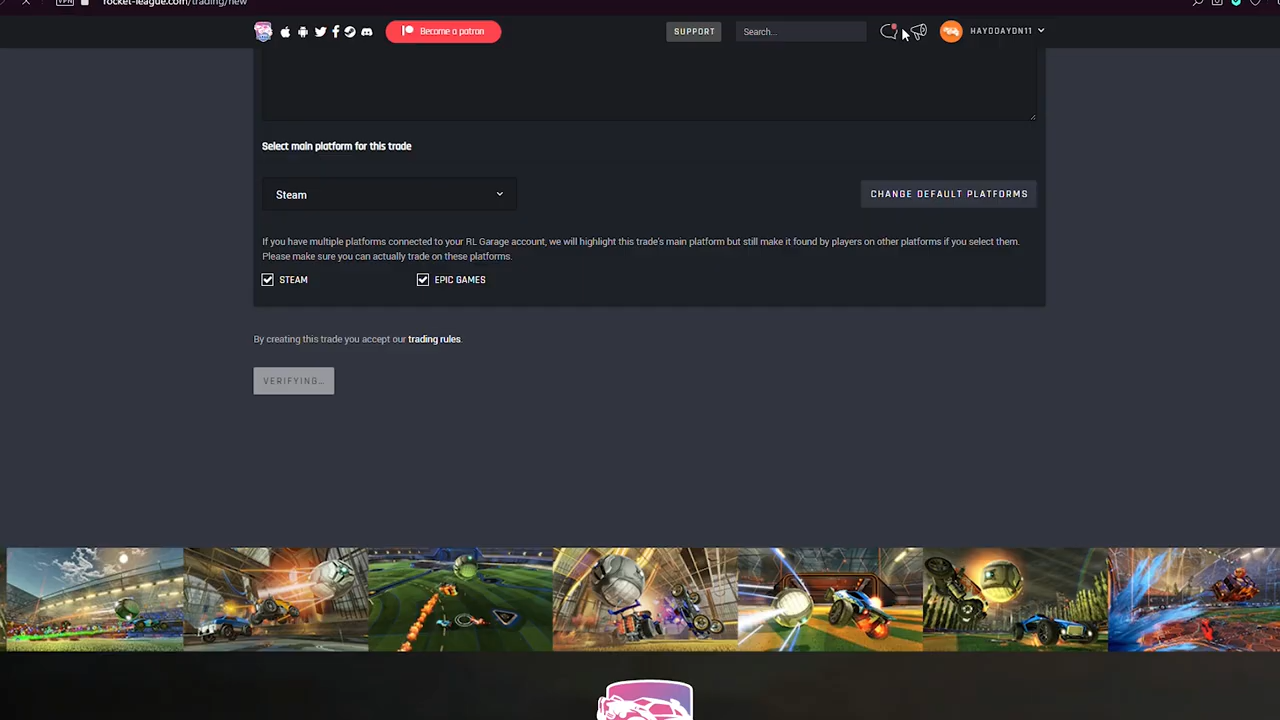 VPN
rocket-league.com/trading/new
Become a patron
SUPPORT
Search...
HAYDDAYDN11
Select main platform for this trade
Steam
CHANGE DEFAULT PLATFORMS
If you have multiple platforms connected to your RL Garage account, we will highlight this trade's main platform but still make it found by players on other platforms if you select them.
Please make sure you can actually trade on these platforms.
STEAM
EPIC GAMES
By creating this trade you accept our trading rules.
VERIFYING…